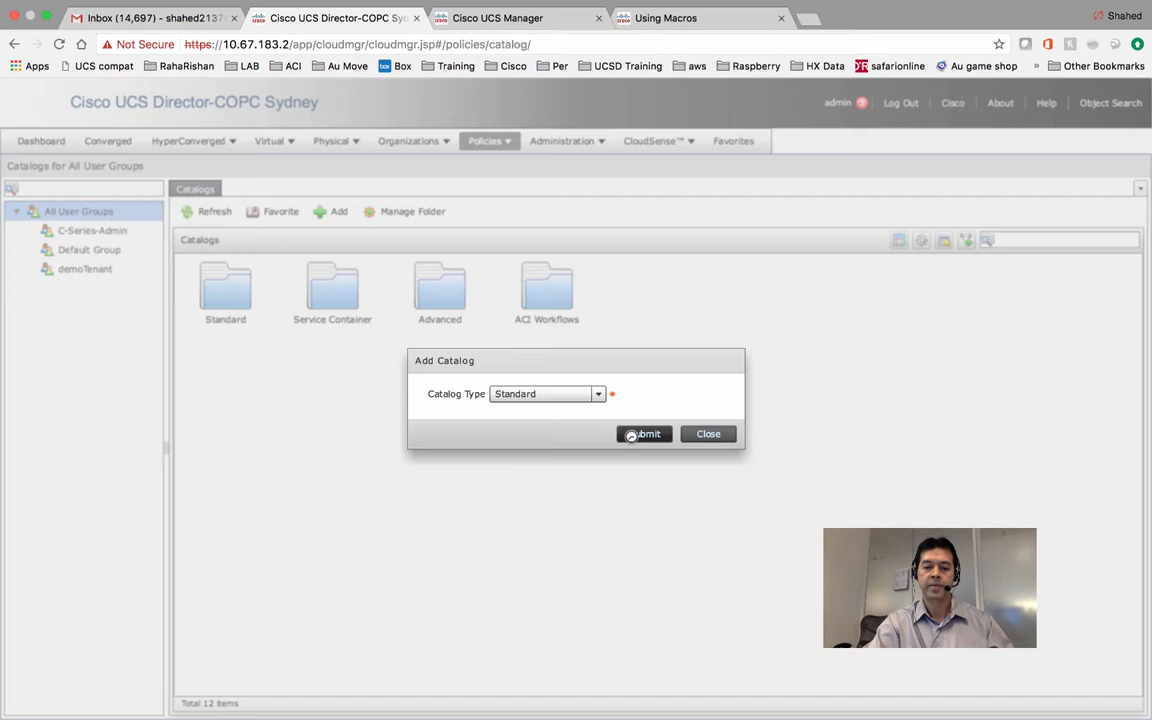 Inbox (14,697) - shahed2137
Cisco UCS Director-COPC Syd
Cisco UCS Manager
Using Macros
Shahed
Not Secure
https://10.67.183.2/app/cloudmgr/cloudmgr.jsp#/policies/catalog/
Apps
UCS compat
RahaRishan
LAB
ACI
Au Move
box
Box
Training
Cisco
Per
UCSD Training
aws
Raspberry
HX Data
safarionline
Au game shop
»
Other Bookmarks
Cisco UCS Director-COPC Sydney
admin
Log Out
Cisco
About
Help
Object Search
Dashboard
Converged
HyperConverged
Virtual
Physical
Organizations
Policies
Administration
CloudSense™
Favorites
Catalogs for All User Groups
Catalogs
All User Groups
Refresh
Favorite
Add
Manage Folder
C-Series-Admin
Catalogs
Default Group
demoTenant
Standard
Service Container
Advanced
ACI Workflows
Add Catalog
Catalog Type
Standard
Submit
Close
Total 12 items